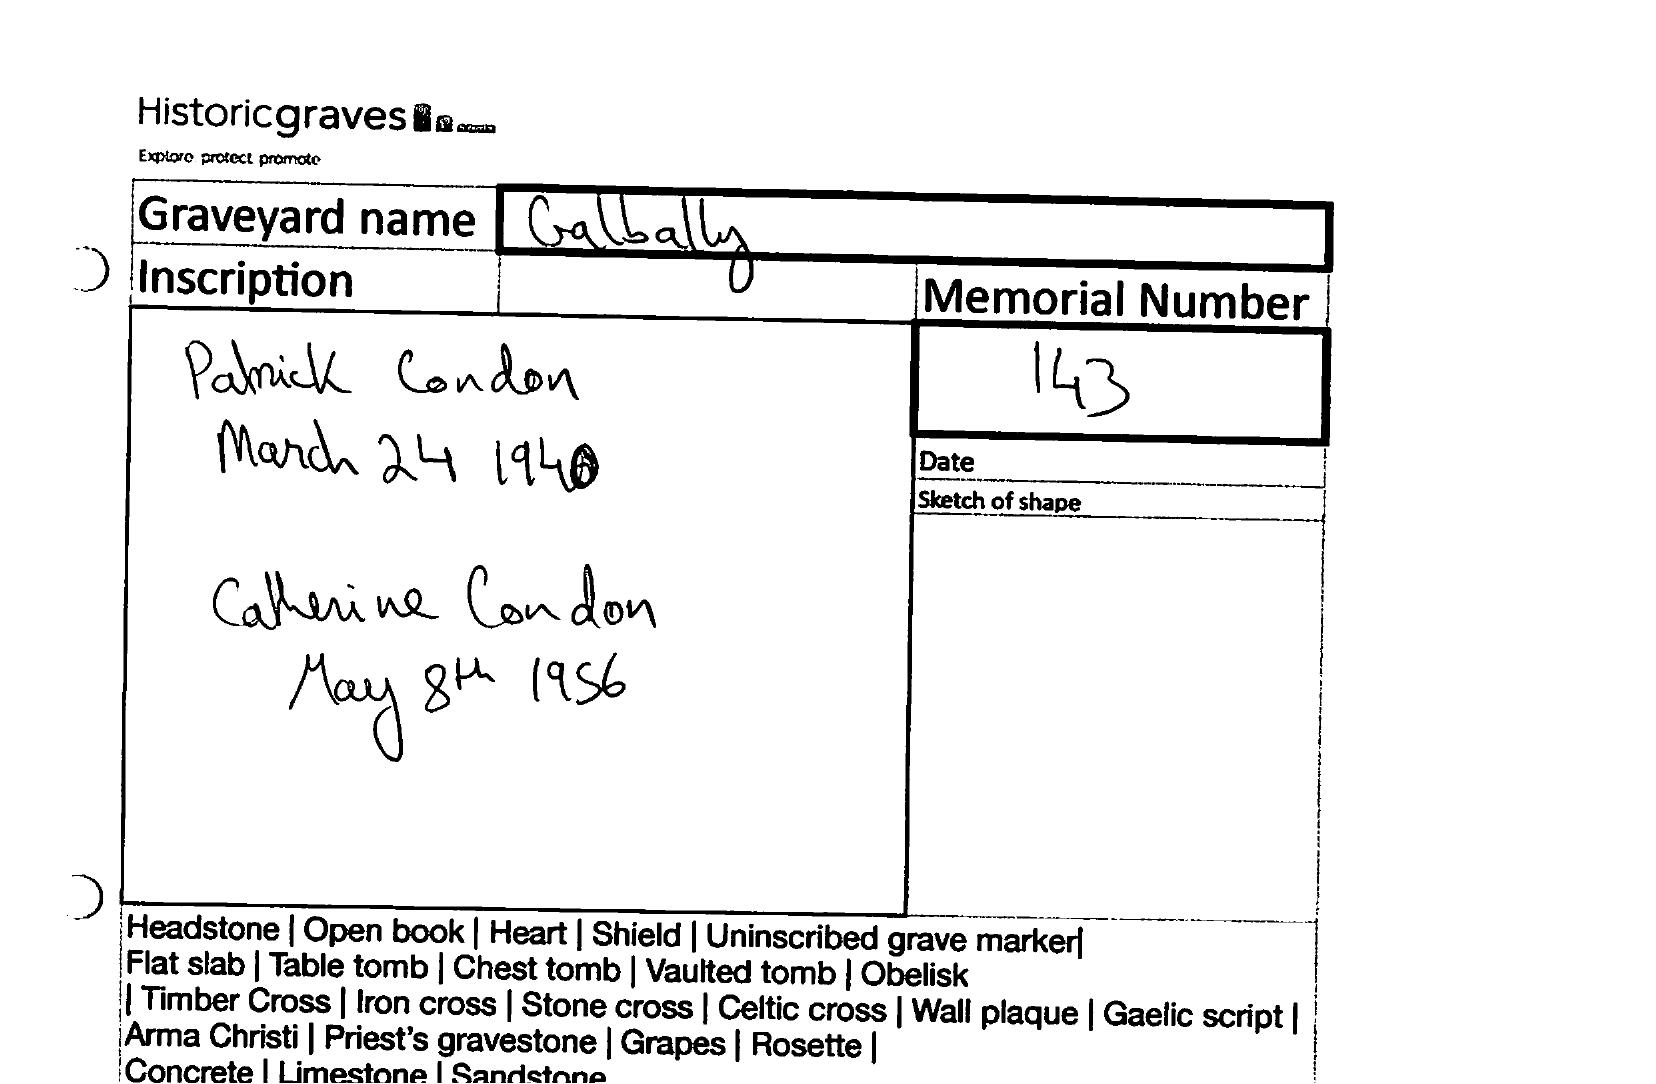 Historicgraves
Explore protect promote
Graveyard name Galbally
Inscription
Memorial Number
Patrick Condon
143
March 24 1940
Date
Sketch of shape
Catherine Condon
May 8th 1956
Headstone | Open book | Heart | Shield | Uninscribed grave marker|
Flat slab | Table tomb | Chest tomb | Vaulted tomb | Obelisk
| Timber Cross | Iron cross | Stone cross | Celtic cross | Wall plaque | Gaelic script |
Arma Christi | Priest's gravestone | Grapes | Rosette |
Concrete | Limestone | Sandstone